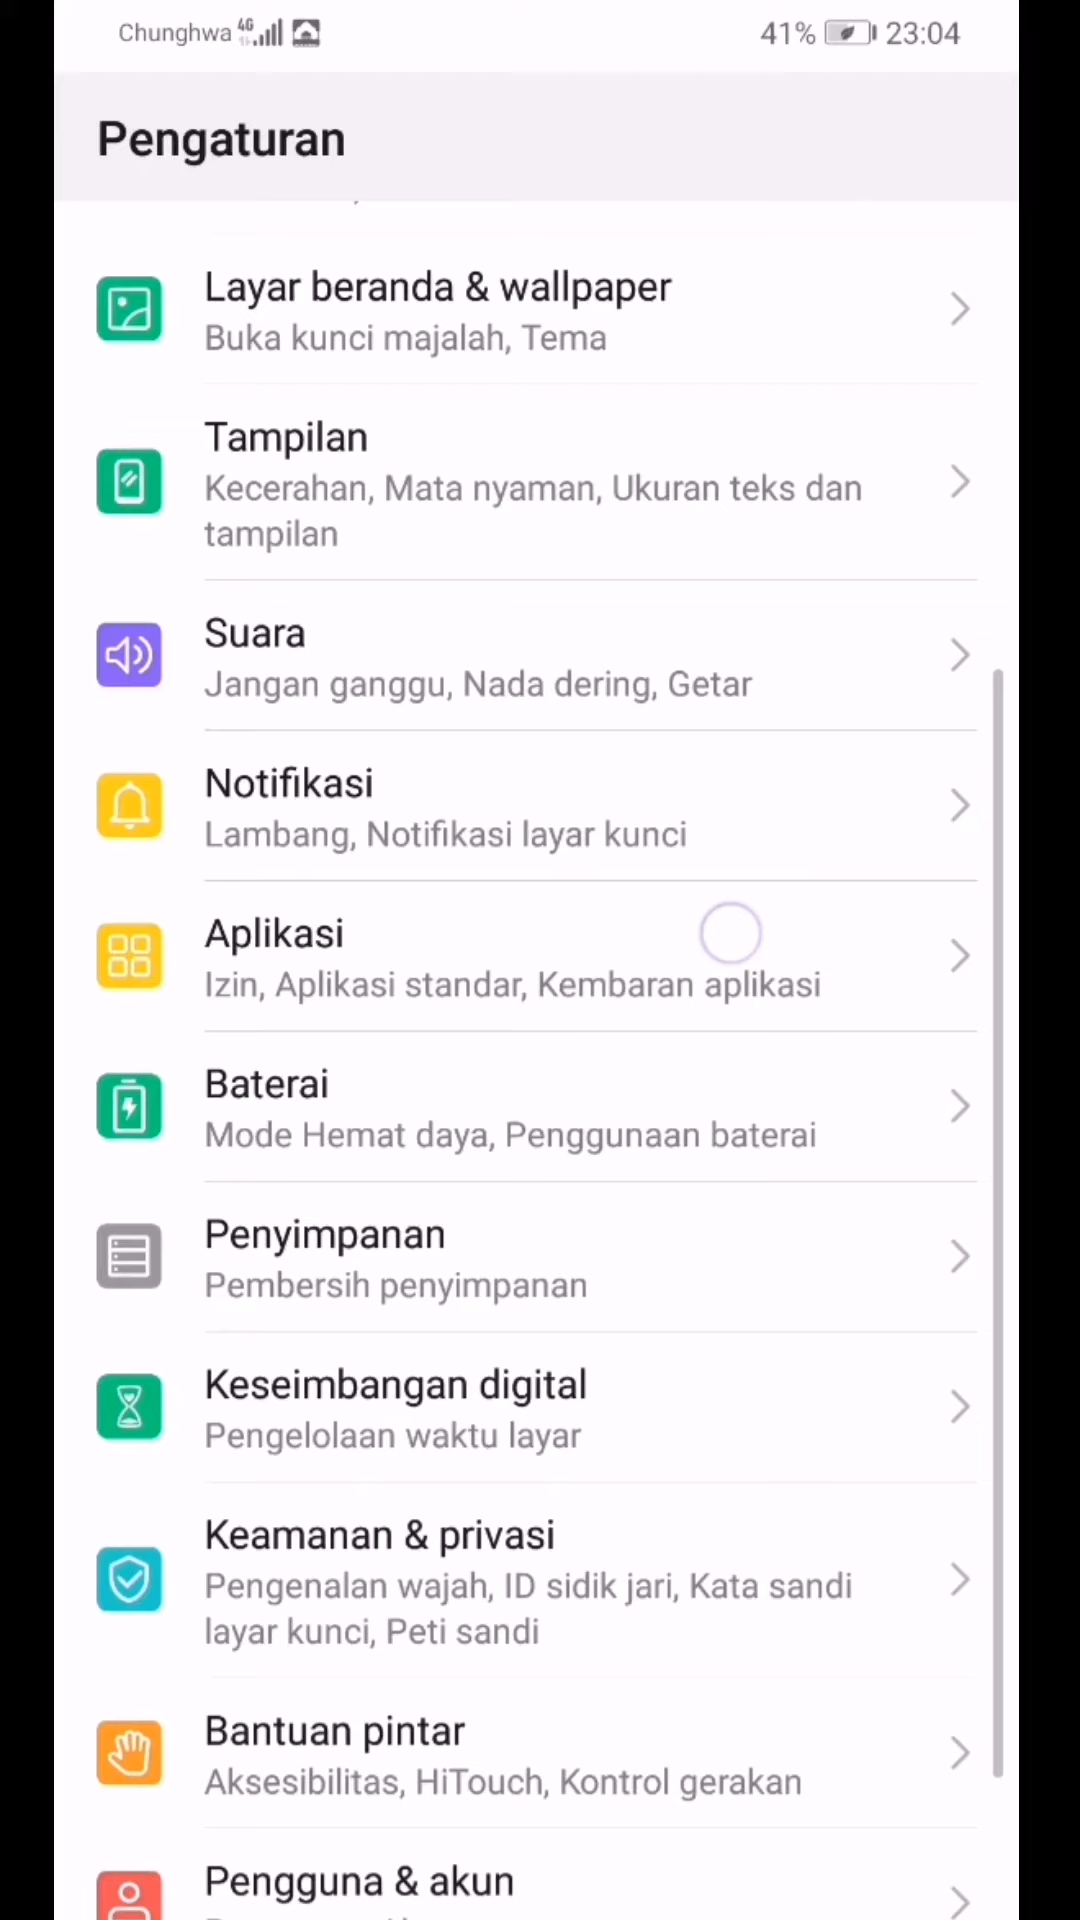 Chunghwa 4G 41% 23:04
Pengaturan
Layar beranda & wallpaper
Buka kunci majalah, Tema
Tampilan
Kecerahan, Mata nyaman, Ukuran teks dan
tampilan
Suara
Jangan ganggu, Nada dering, Getar
Notifikasi
Lambang, Notifikasi layar kunci
Aplikasi
Izin, Aplikasi standar, Kembaran aplikasi
Baterai
Mode Hemat daya, Penggunaan baterai
Penyimpanan
Pembersih penyimpanan
Keseimbangan digital
Pengelolaan waktu layar
Keamanan & privasi
Pengenalan wajah, ID sidik jari, Kata sandi
layar kunci, Peti sandi
Bantuan pintar
Aksesibilitas, HiTouch, Kontrol gerakan
Pengguna & akun